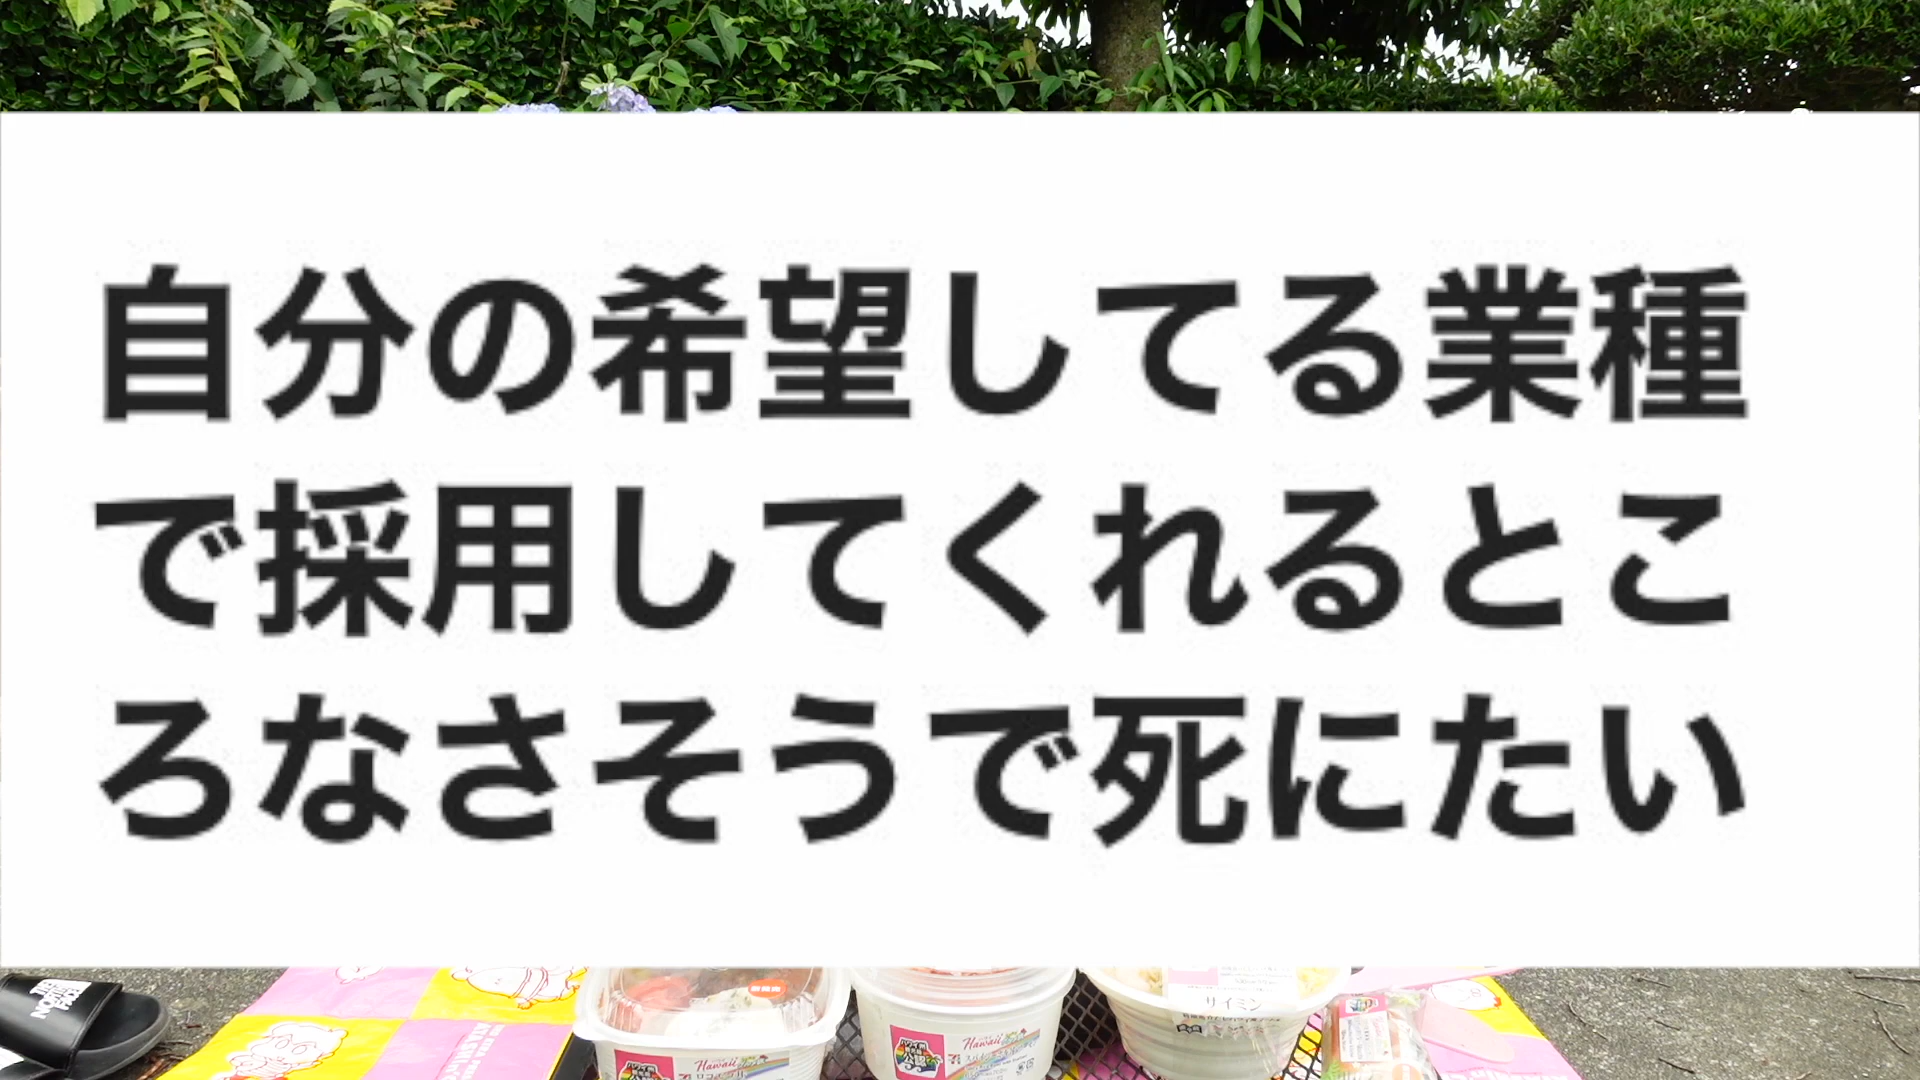 自分の希望してる業種
で採用してくれるとこ
ろなさそうで死にたい
サイミン
Hawaii
Hawaii